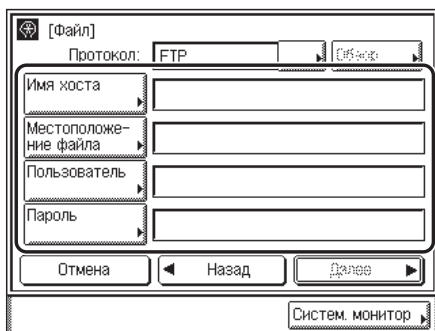 [Файл]
Протокол: FTP Обзор
Имя хоста
Местоположе-
ние файла
Пользователь
Пароль
Отмена Назад Далее
Систем. монитор